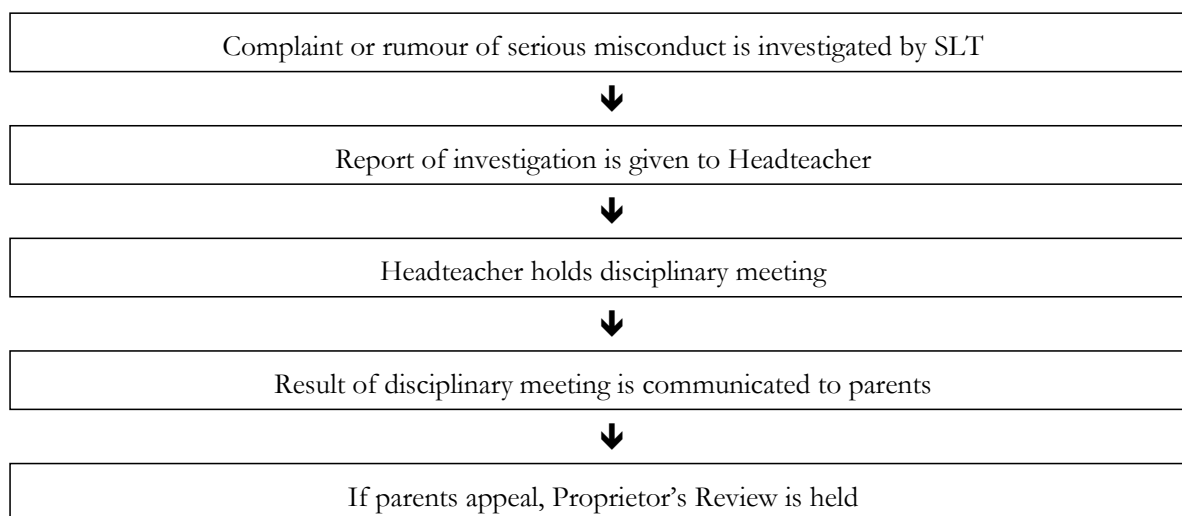 Complaint or rumour of serious misconduct is investigated by SLT
Report of investigation is given to Headteacher
Headteacher holds disciplinary meeting
Result of disciplinary meeting is communicated to parents
If parents appeal, Proprietor’s Review is held